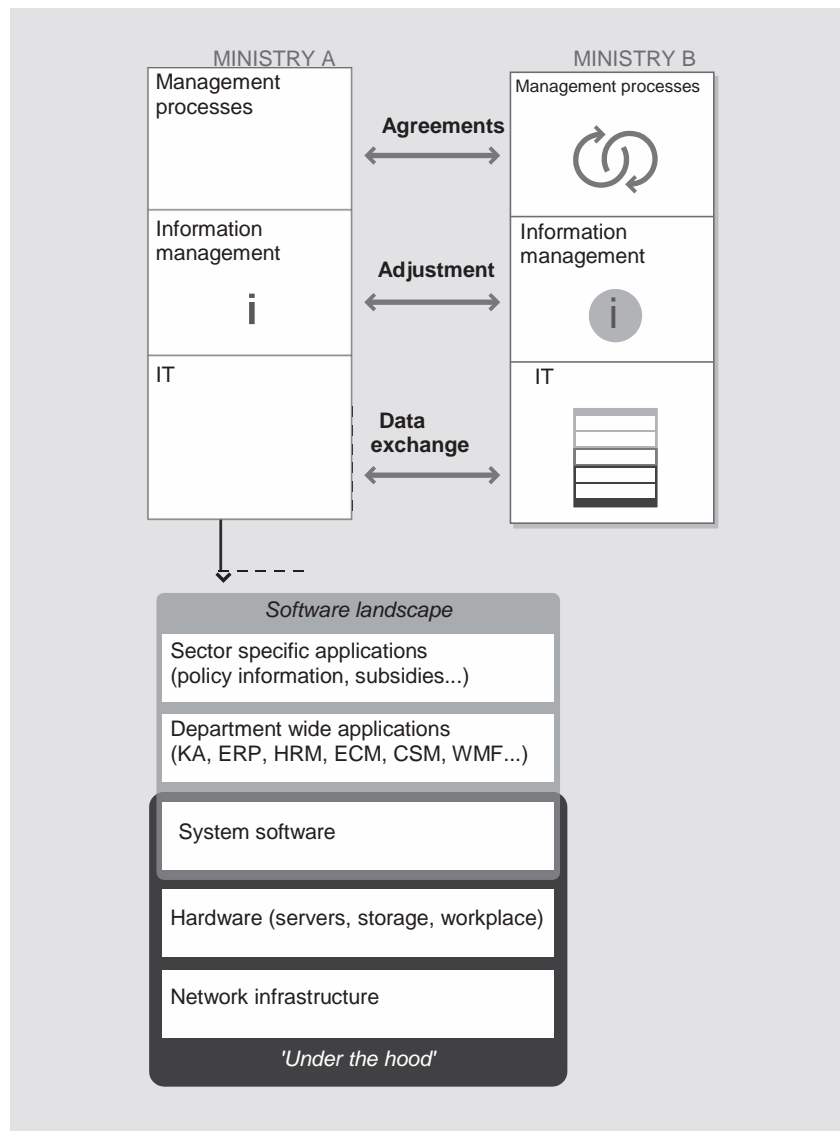 MINISTRY A
Management
processes
Information
management
i
IT
Agreements
Adjustment
Data
exchange
MINISTRY B
Management processes
Information
management
i
IT
Software landscape
Sector specific applications
(policy information, subsidies...)
Department wide applications
(KA, ERP, HRM, ECM, CSM, WMF...)
System software
Hardware (servers, storage, workplace)
Network infrastructure
'Under the hood'